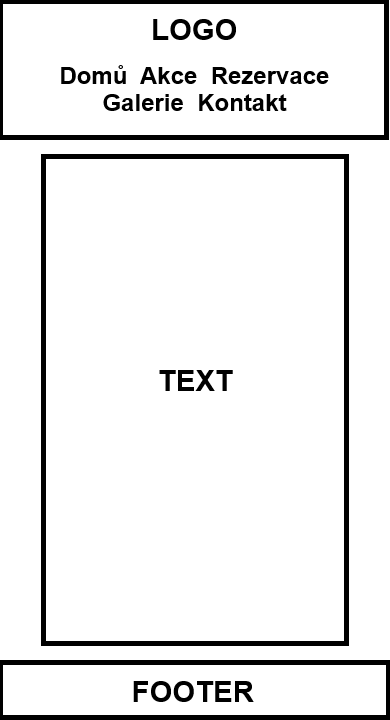 LOGO
Domů Akce Rezervace
Galerie Kontakt
TEXT
FOOTER